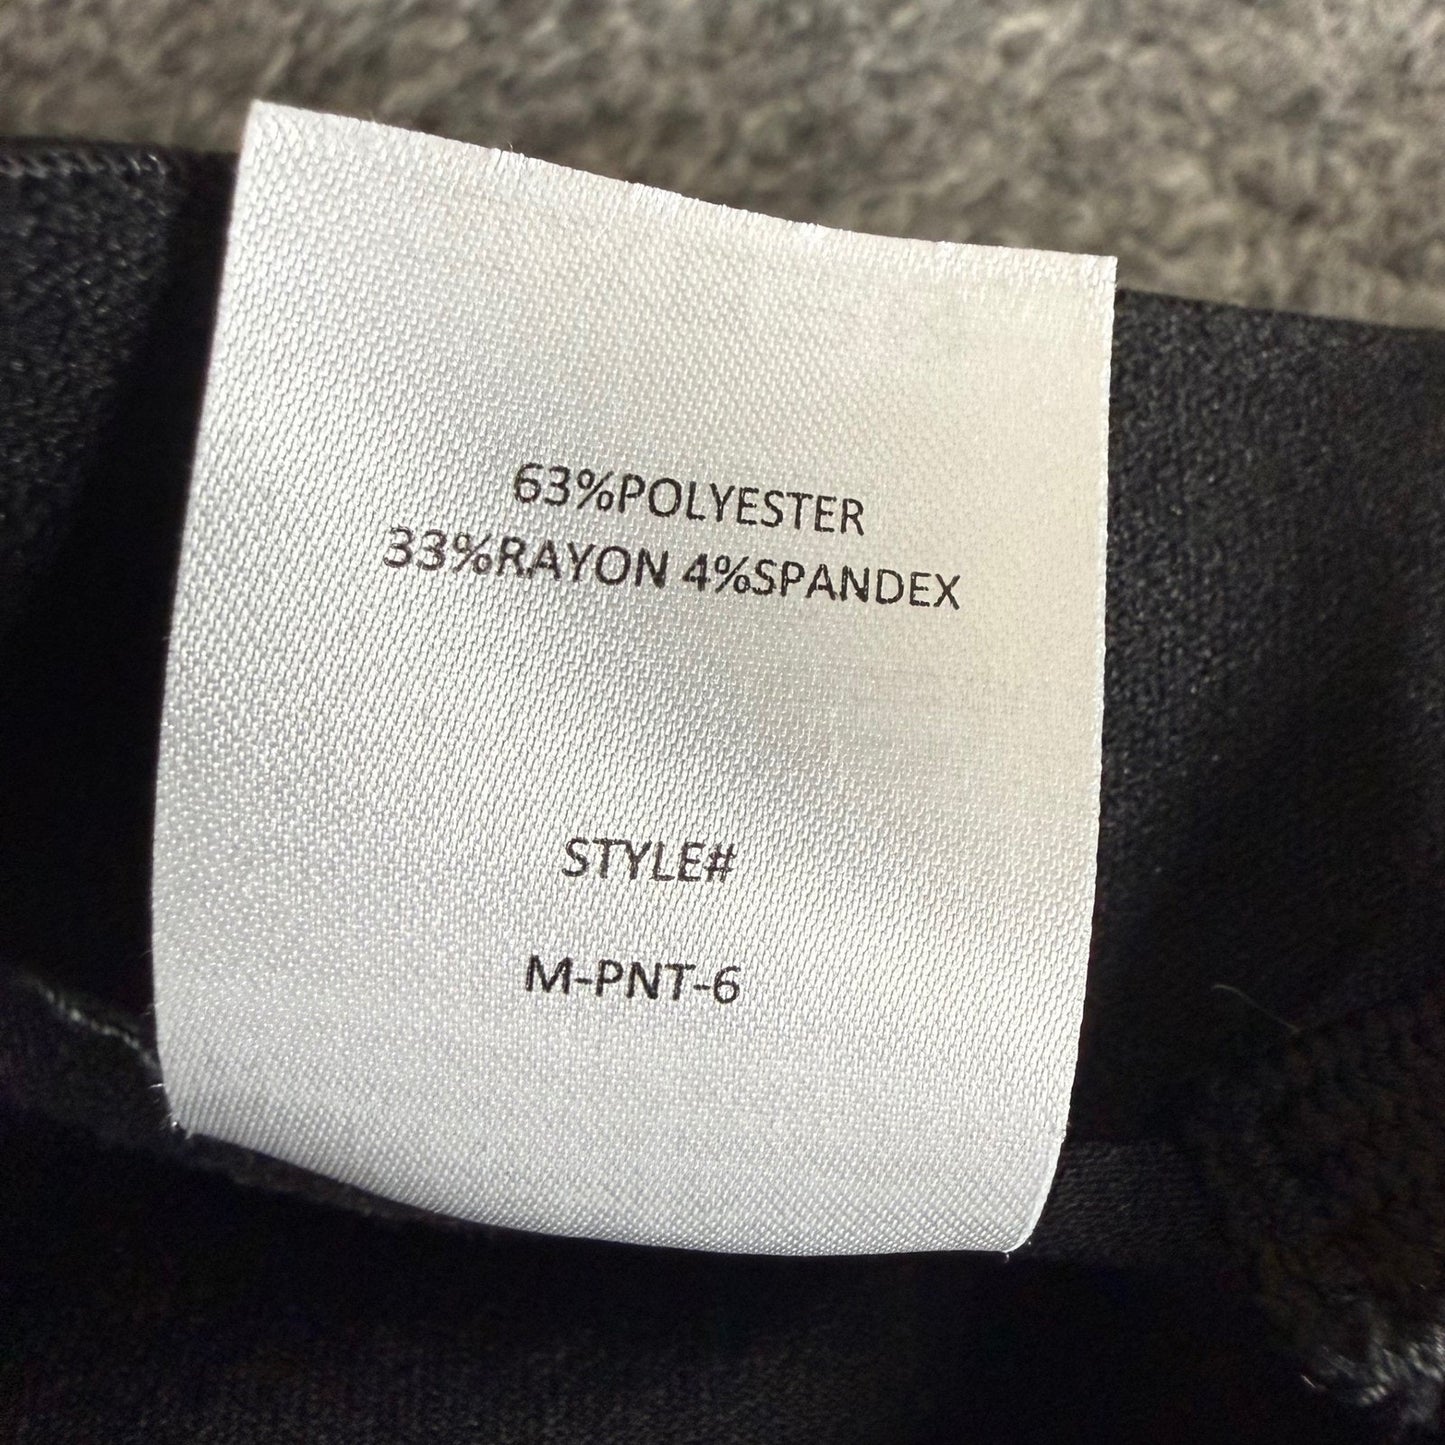 63%POLYESTER
33%RAYON 4%SPANDEX
STYLE#
M-PNT-6